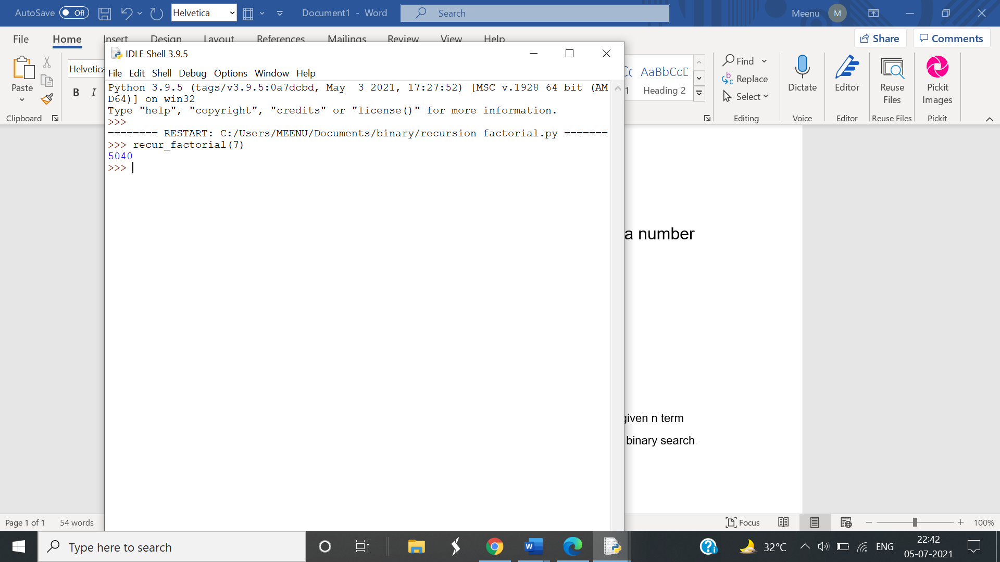 AutoSave Off Helvetica Document1 - Word Search Meenu M
File Home Insert Design Layout References Mailings Review View Help Share Comments
IDLE Shell 3.9.5
File Edit Shell Debug Options Window Help
Python 3.9.5 (tags/v3.9.5:0a7dcbd, May  3 2021, 17:27:52) [MSC v.1928 64 bit (AM
D64)] on win32
Type "help", "copyright", "credits" or "license()" for more information.
>>>
======== RESTART: C:/Users/MEENU/Documents/binary/recursion factorial.py =======
>>> recur_factorial(7)
5040
>>>
Paste
Clipboard
Helvetica
B I
AaBbCcD
1 Heading 2
Find
Replace
Select
Editing
Dictate
Voice
Editor
Editor
Reuse
Files
Reuse Files
Pickit
Images
Pickit
a number
given n term
binary search
Page 1 of 1 54 words Focus 100%
Type here to search
32°C ENG 22:42
05-07-2021